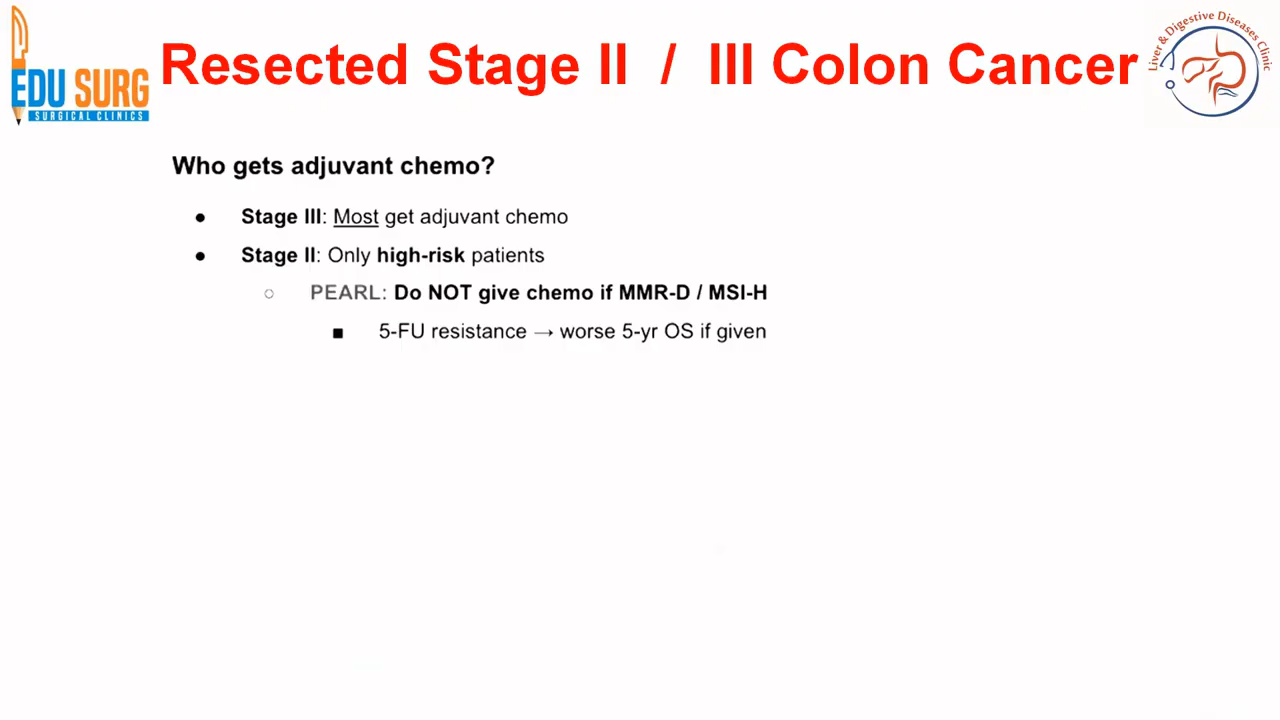 EDU SURG
SURGICAL CLINICS
Resected Stage II / III Colon Cancer
Liver & Digestive Diseases Clinic
Who gets adjuvant chemo?
● Stage III: Most get adjuvant chemo
● Stage II: Only high-risk patients
○ PEARL: Do NOT give chemo if MMR-D / MSI-H
■ 5-FU resistance → worse 5-yr OS if given